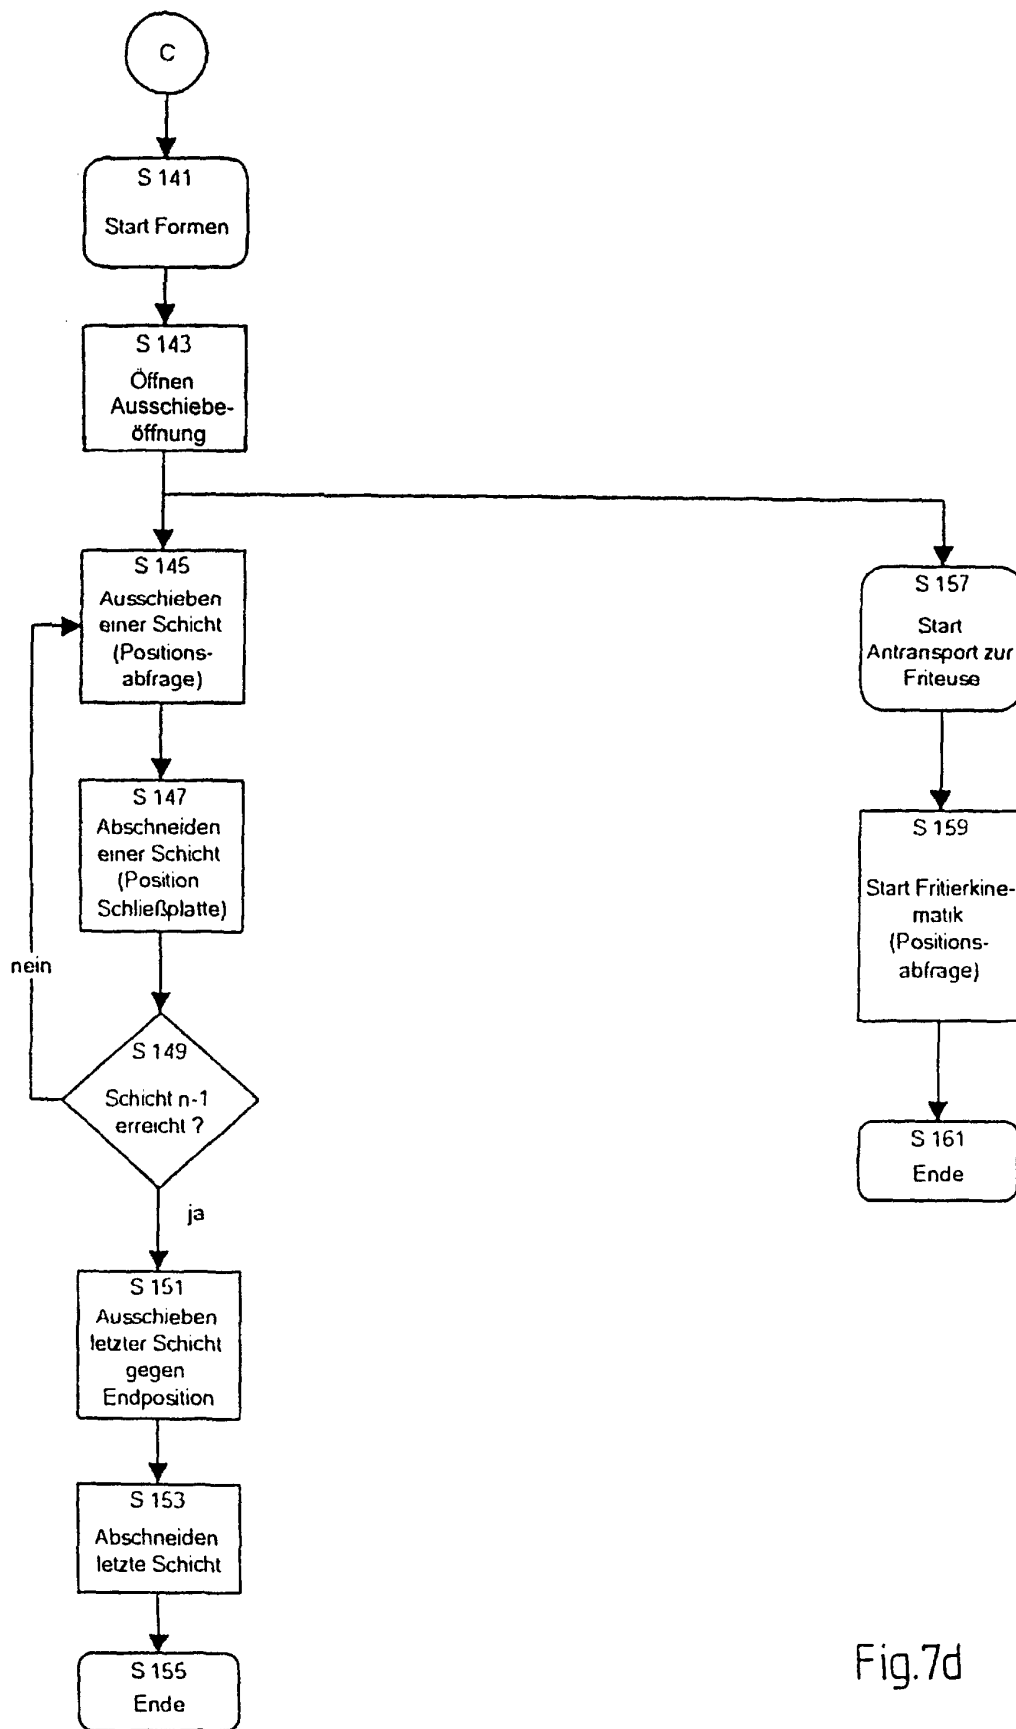 C
S 141
Start Formen
S 143
Öffnen
Ausschiebe-
öffnung
S 145
Ausschieben
einer Schicht
(Positions-
abfrage)
S 147
Abschneiden
einer Schicht
(Position
Schließplatte)
nein
S 149
Schicht n-1
erreicht ?
ja
S 151
Ausschieben
letzter Schicht
gegen
Endposition
S 153
Abschneiden
letzte Schicht
S 155
Ende
S 157
Start
Antransport zur
Friteuse
S 159
Start Fritierkine-
matik
(Positions-
abfrage)
S 161
Ende
Fig.7d